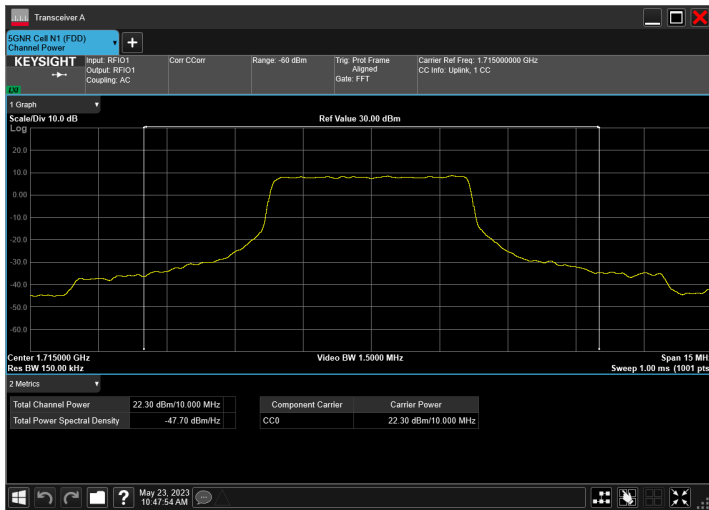 Transceiver A
5GNR Cell N1 (FDD)
Channel Power
KEYSIGHT
Input: RFIO1
Output: RFIO1
Coupling: AC
Corr CCorr
Range: -60 dBm
Trig: Prot Frame
Aligned
Gate: FFT
Carrier Ref Freq: 1.715000000 GHz
CC Info: Uplink, 1 CC
LXI
1 Graph
Scale/Div 10.0 dB
Ref Value 30.00 dBm
Log
20.0
10.0
0.00
-10.0
-20.0
-30.0
-40.0
-50.0
-60.0
Center 1.715000 GHz
Video BW 1.5000 MHz
Span 15 MH
Res BW 150.00 kHz
Sweep 1.00 ms (1001 pts
2 Metrics
Total Channel Power 22.30 dBm/10.000 MHz
Total Power Spectral Density -47.70 dBm/Hz
Component Carrier Carrier Power
CC0 22.30 dBm/10.000 MHz
?
May 23, 2023
10:47:54 AM